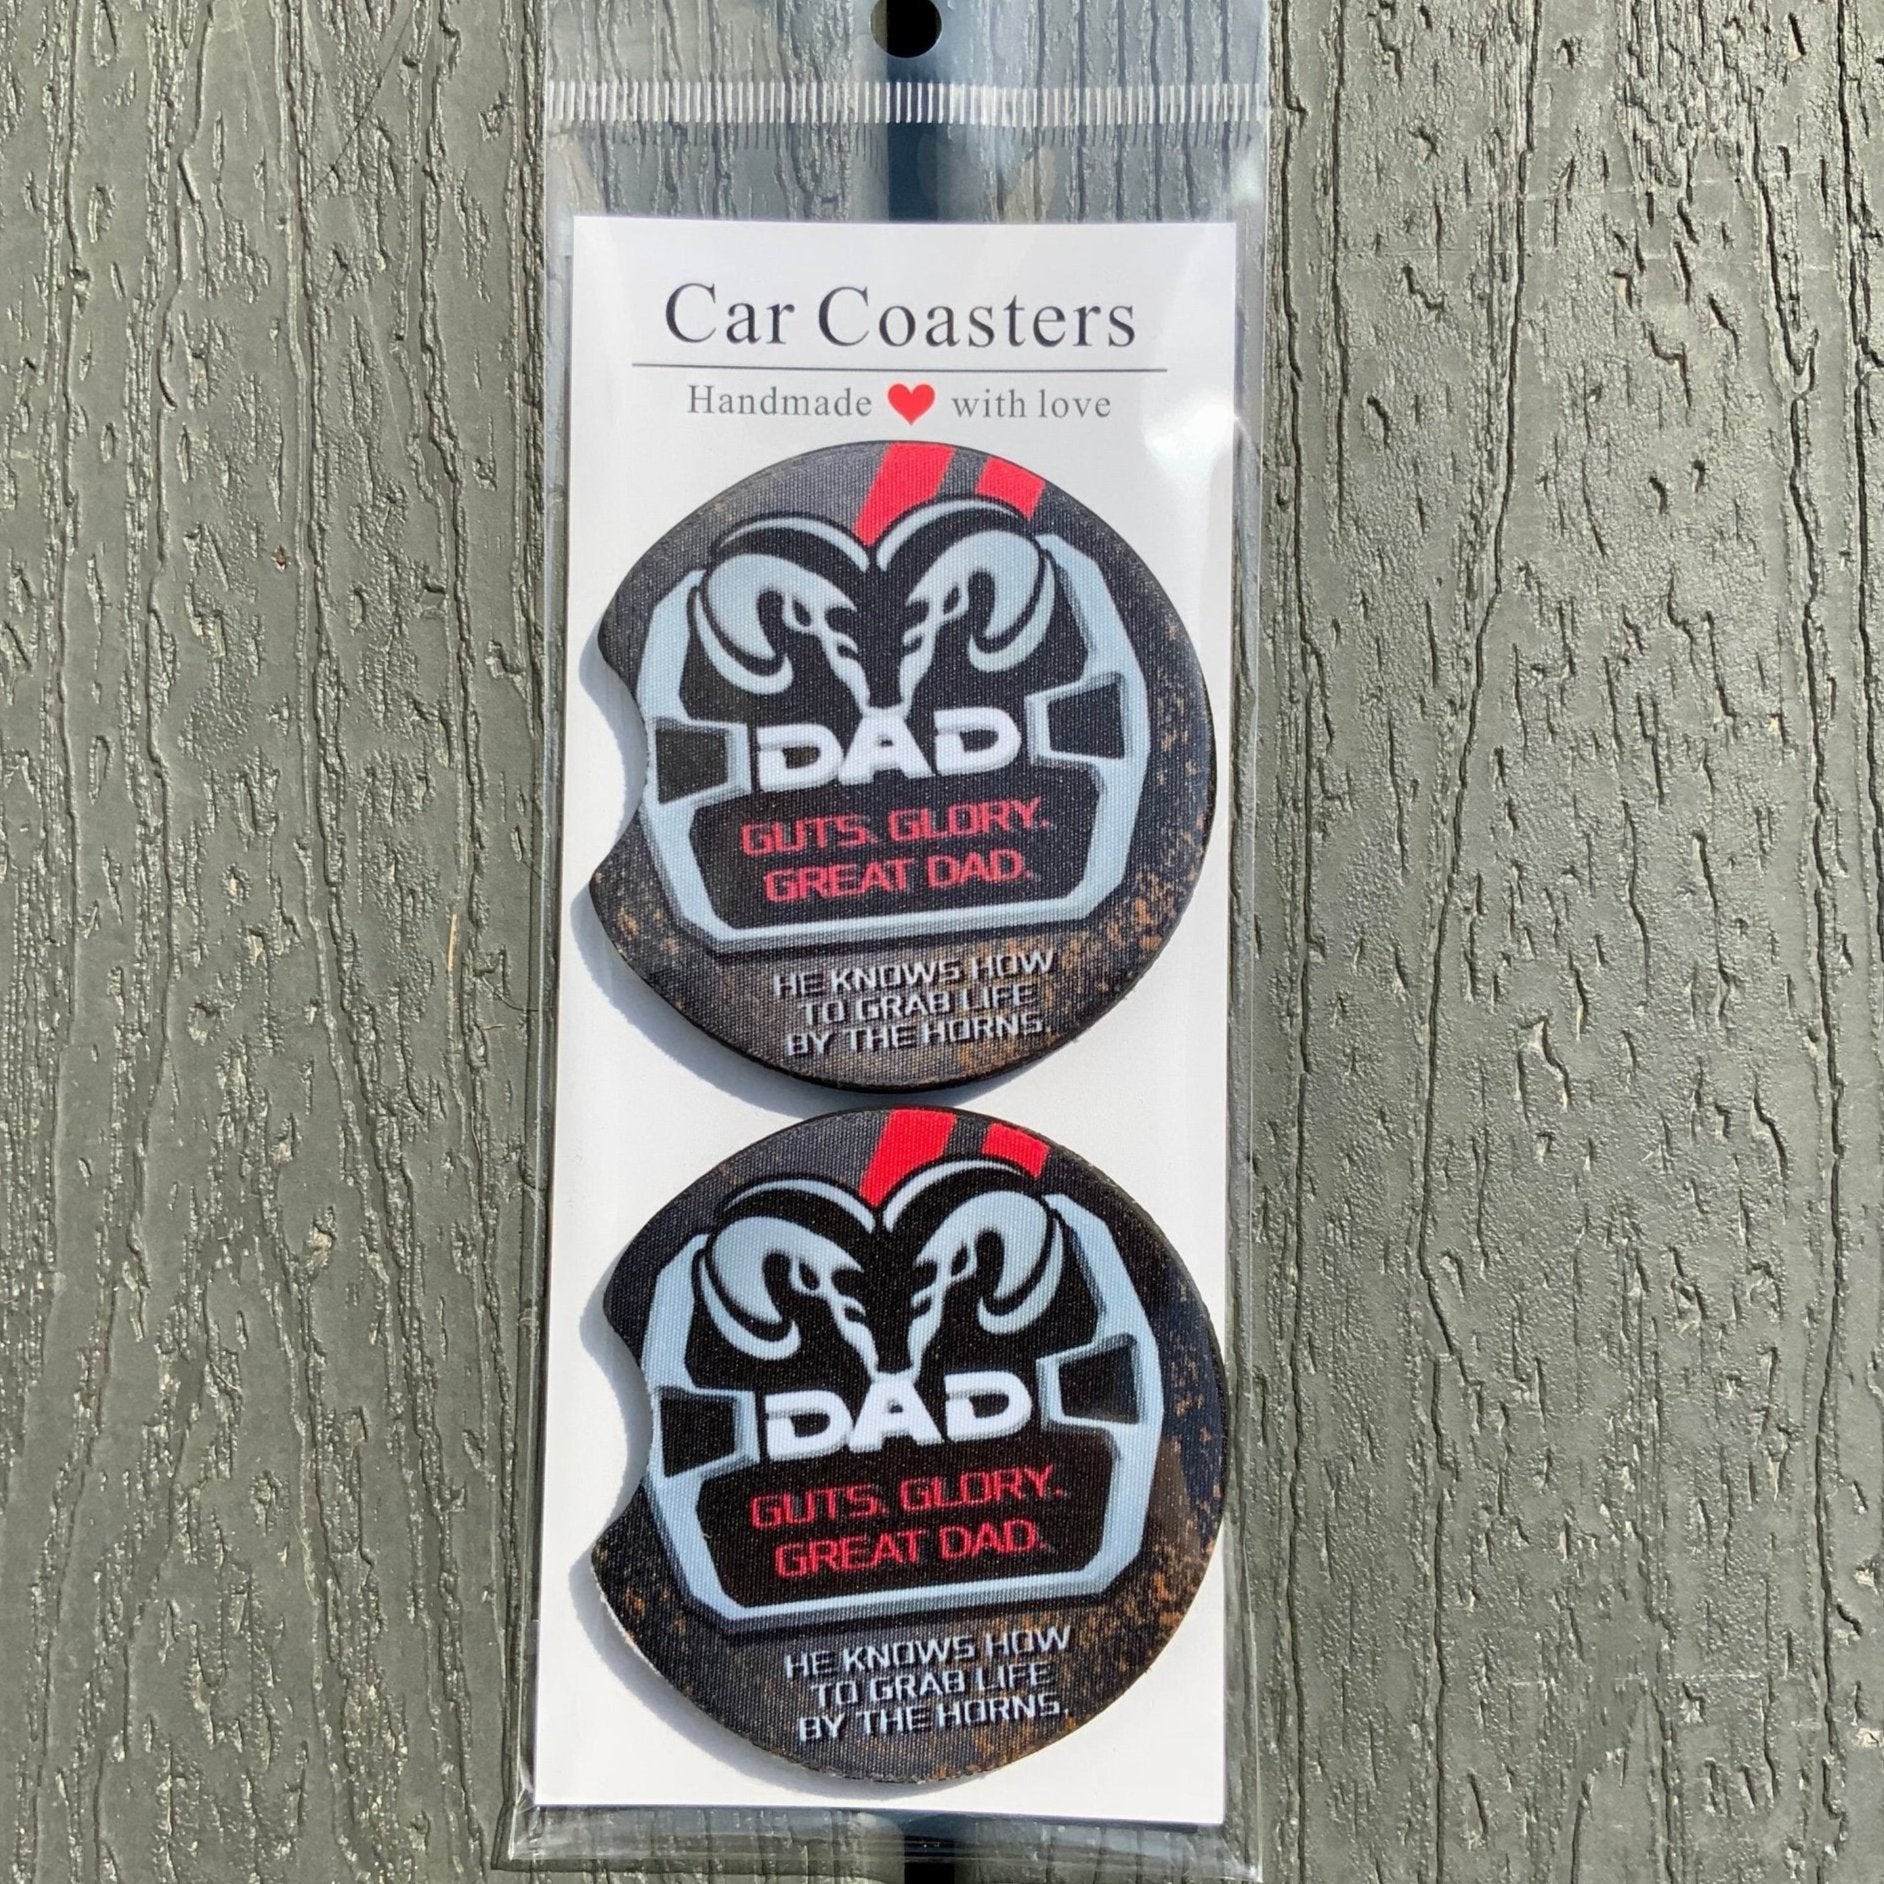 Car Coasters
Handmade ❤ with love
DAD
GUTS. GLORY.
GREAT DAD.
HE KNOWS HOW
TO GRAB LIFE
BY THE HORNS.
DAD
GUTS. GLORY.
GREAT DAD.
HE KNOWS HOW
TO GRAB LIFE
BY THE HORNS.